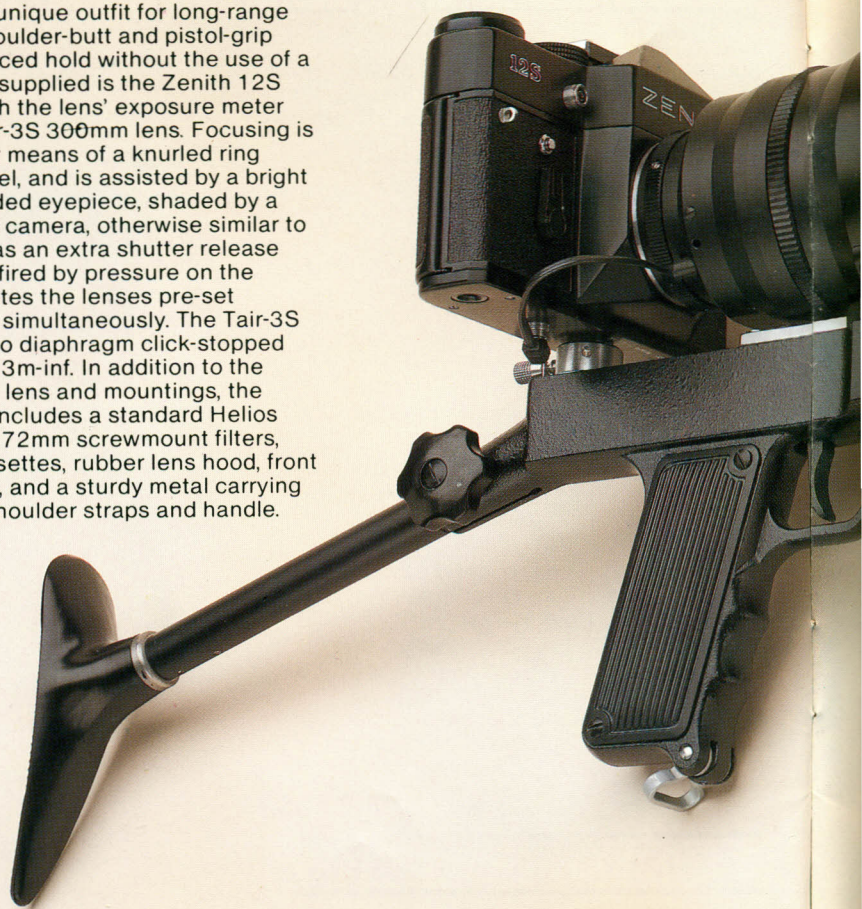 unique outfit for long-range
oulder-butt and pistol-grip
ced hold without the use of a
supplied is the Zenith 12S
h the lens' exposure meter
r-3S 300mm lens. Focusing is
means of a knurled ring
el, and is assisted by a bright
ded eyepiece, shaded by a
camera, otherwise similar to
as an extra shutter release
fired by pressure on the
tes the lenses pre-set
simultaneously. The Tair-3S
o diaphragm click-stopped
3m-inf. In addition to the
lens and mountings, the
ncludes a standard Helios
72mm screwmount filters,
settes, rubber lens hood, front
, and a sturdy metal carrying
houlder straps and handle.
12S
ZEN